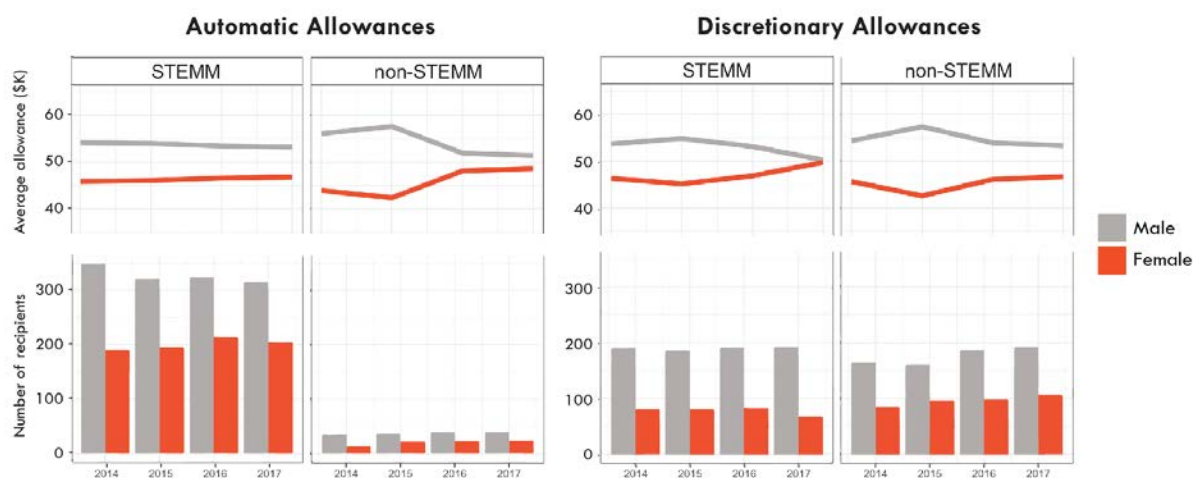 Automatic Allowances
Discretionary Allowances
STEMM
non-STEMM
STEMM
non-STEMM
Average allowance ($K)
60
50
40
60
50
40
Number of recipients
300
200
100
0
300
200
100
0
2014 2015 2016 2017
2014 2015 2016 2017
2014 2015 2016 2017
2014 2015 2016 2017
Male
Female